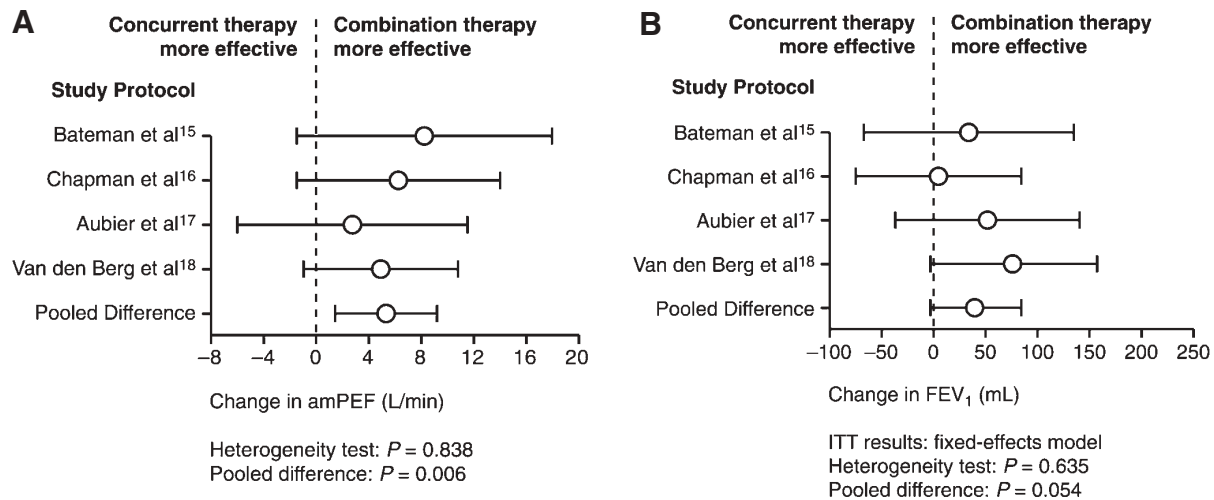 A
Concurrent therapy
more effective
Combination therapy
more effective
Study Protocol
Bateman et al15
Chapman et al16
Aubier et al17
Van den Berg et al18
Pooled Difference
–8 –4 0 4 8 12 16 20
Change in amPEF (L/min)
Heterogeneity test: P = 0.838
Pooled difference: P = 0.006
B
Concurrent therapy
more effective
Combination therapy
more effective
Study Protocol
Bateman et al15
Chapman et al16
Aubier et al17
Van den Berg et al18
Pooled Difference
–100 –50 0 50 100 150 200 250
Change in FEV1 (mL)
ITT results: fixed-effects model
Heterogeneity test: P = 0.635
Pooled difference: P = 0.054